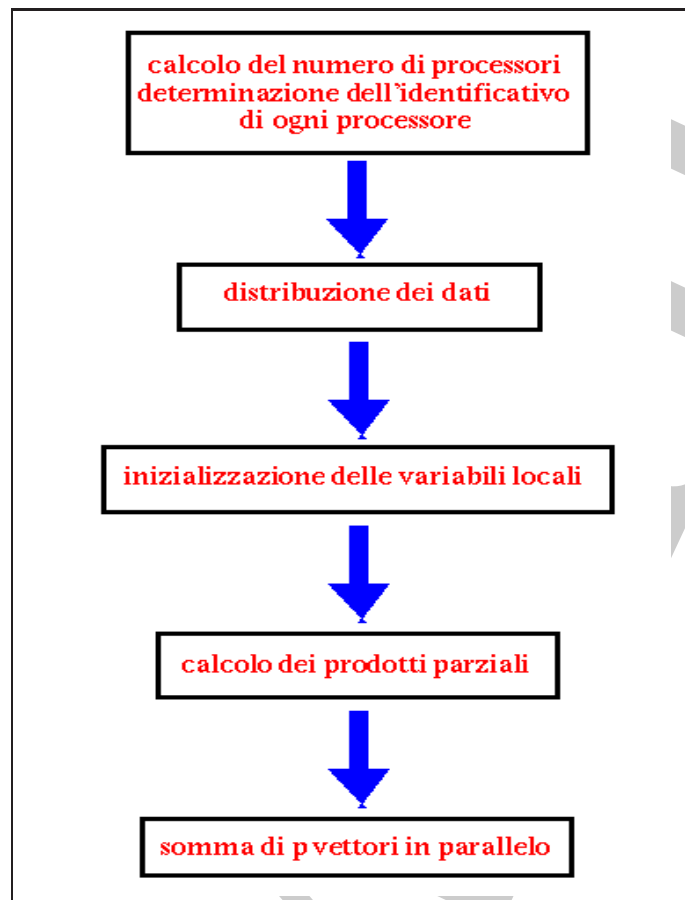 calcolo del numero di processori
determinazione dell'identificativo
di ogni processore
distribuzione dei dati
inizializzazione delle variabili locali
calcolo dei prodotti parziali
somma di p vettori in parallelo